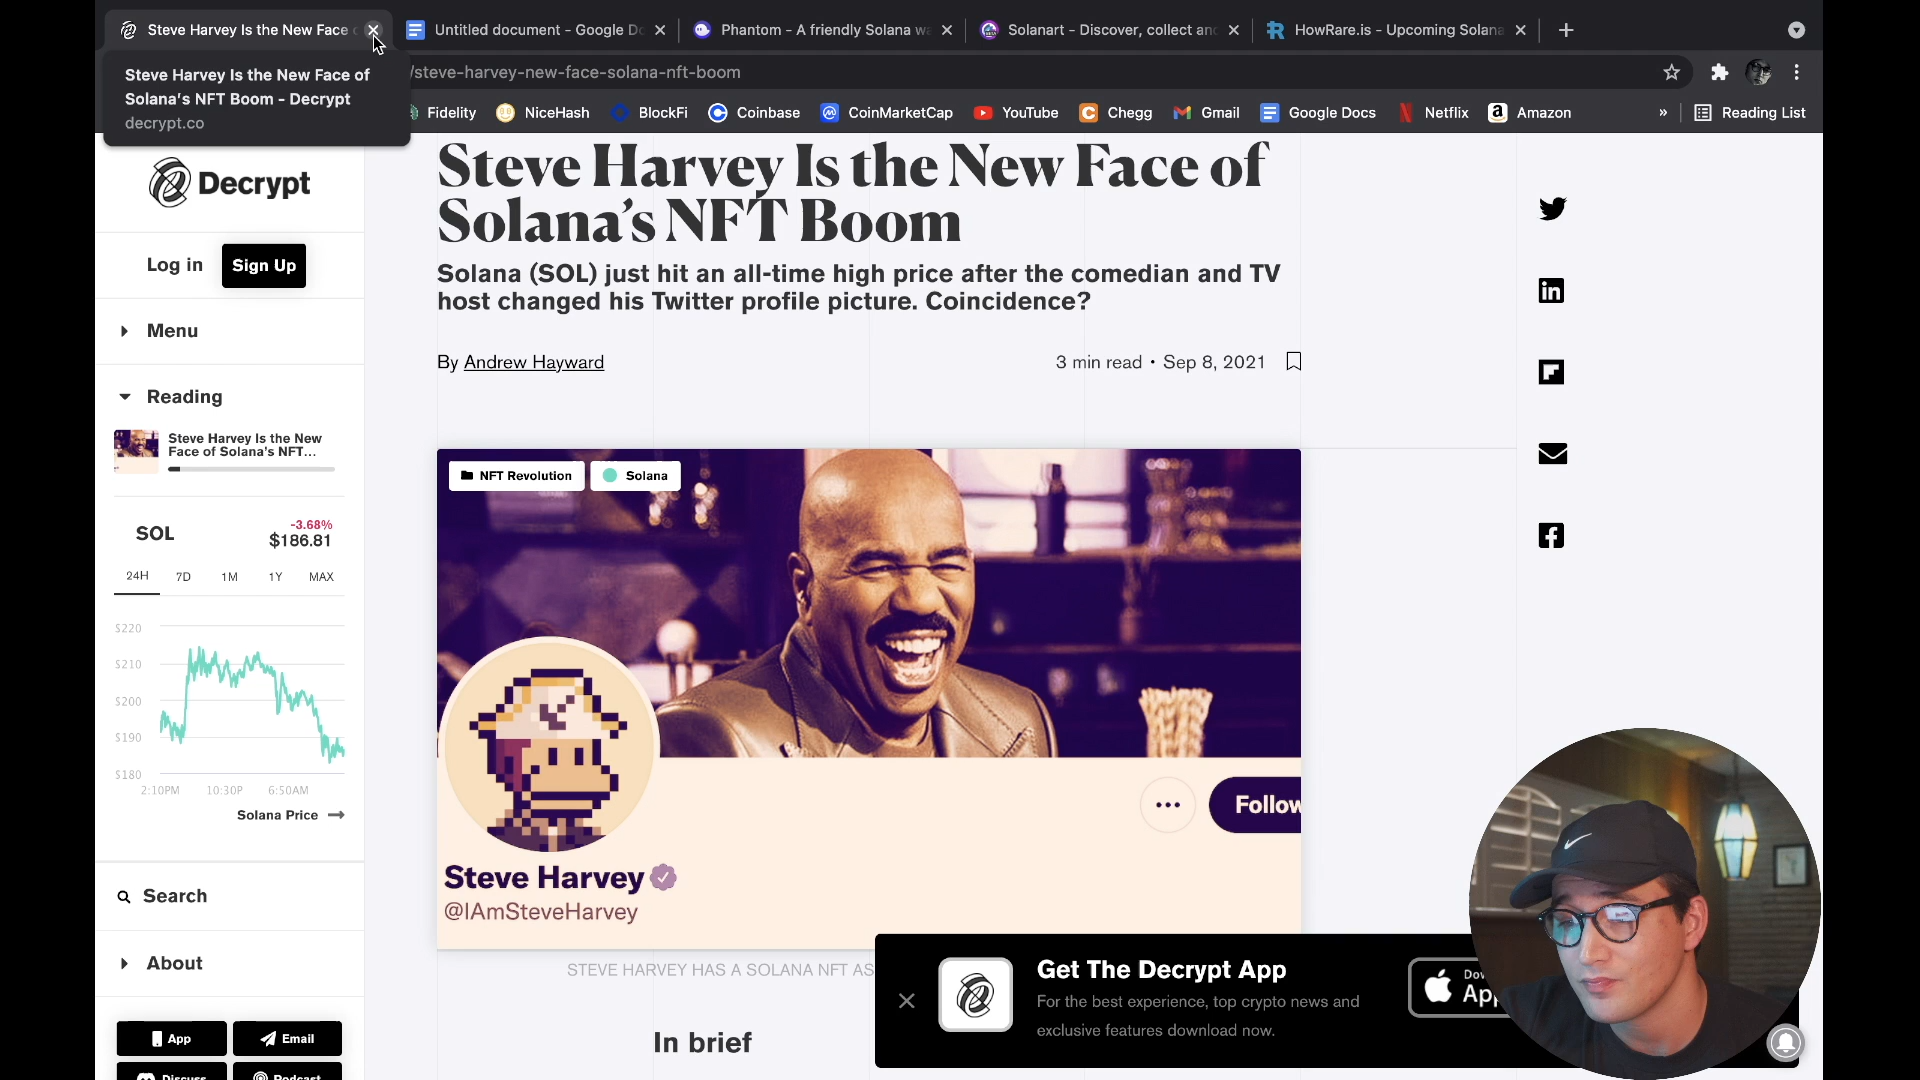 Steve Harvey Is the New Face
Untitled document - Google Do
Phantom - A friendly Solana wa
Solanart - Discover, collect and
HowRare.is - Upcoming Solana
Steve Harvey Is the New Face of
Solana's NFT Boom - Decrypt
decrypt.co
/steve-harvey-new-face-solana-nft-boom
Fidelity
NiceHash
BlockFi
Coinbase
CoinMarketCap
YouTube
Chegg
Gmail
Google Docs
Netflix
Amazon
»
Reading List
Decrypt
Log in
Sign Up
Menu
Reading
Steve Harvey Is the New
Face of Solana's NFT...
SOL
-3.68%
$186.81
24H 7D 1M 1Y MAX
$220
$210
$200
$190
$180
2:10PM 10:30P 6:50AM
Solana Price
Search
About
App
Email
Discuss
Podcast
Steve Harvey Is the New Face of
Solana's NFT Boom
Solana (SOL) just hit an all-time high price after the comedian and TV
host changed his Twitter profile picture. Coincidence?
By Andrew Hayward
3 min read • Sep 8, 2021
NFT Revolution
Solana
Follow
Steve Harvey
@IAmSteveHarvey
STEVE HARVEY HAS A SOLANA NFT AS
In brief
Get The Decrypt App
For the best experience, top crypto news and
exclusive features download now.